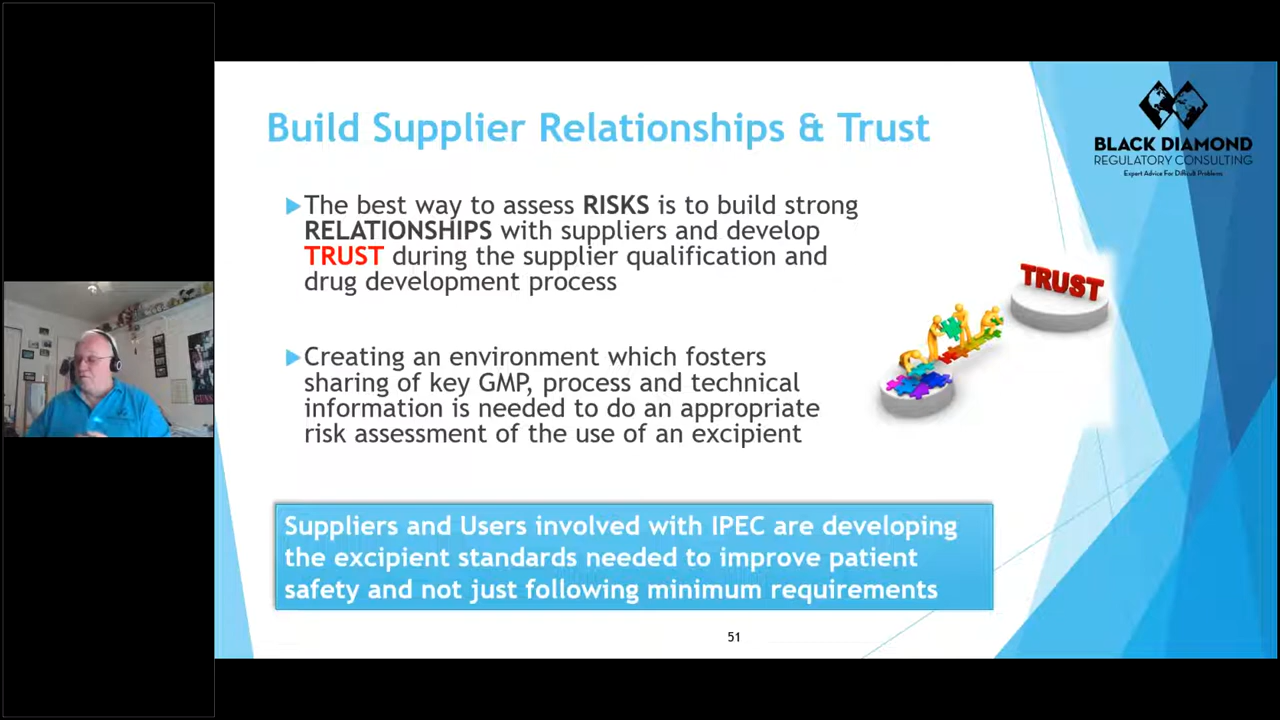 Build Supplier Relationships & Trust
BLACK DIAMOND
REGULATORY CONSULTING
Expert Advice For Difficult Problems
The best way to assess RISKS is to build strong
RELATIONSHIPS with suppliers and develop
TRUST during the supplier qualification and
drug development process
TRUST
Creating an environment which fosters
sharing of key GMP, process and technical
information is needed to do an appropriate
risk assessment of the use of an excipient
GUNS
Suppliers and Users involved with IPEC are developing
the excipient standards needed to improve patient
safety and not just following minimum requirements
51